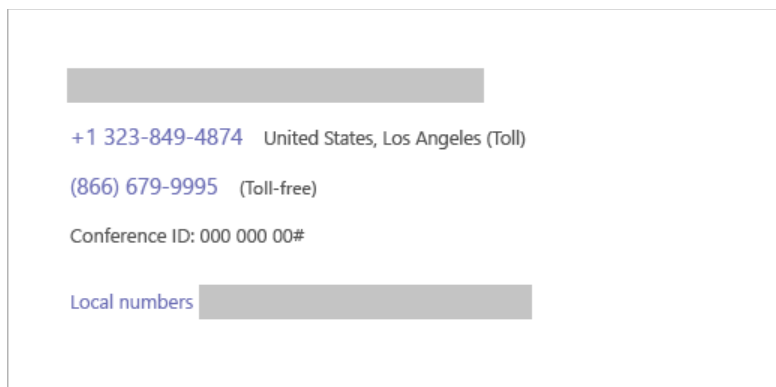 +1 323-849-4874 United States, Los Angeles (Toll)
(866) 679-9995 (Toll-free)
Conference ID: 000 000 00#
Local numbers